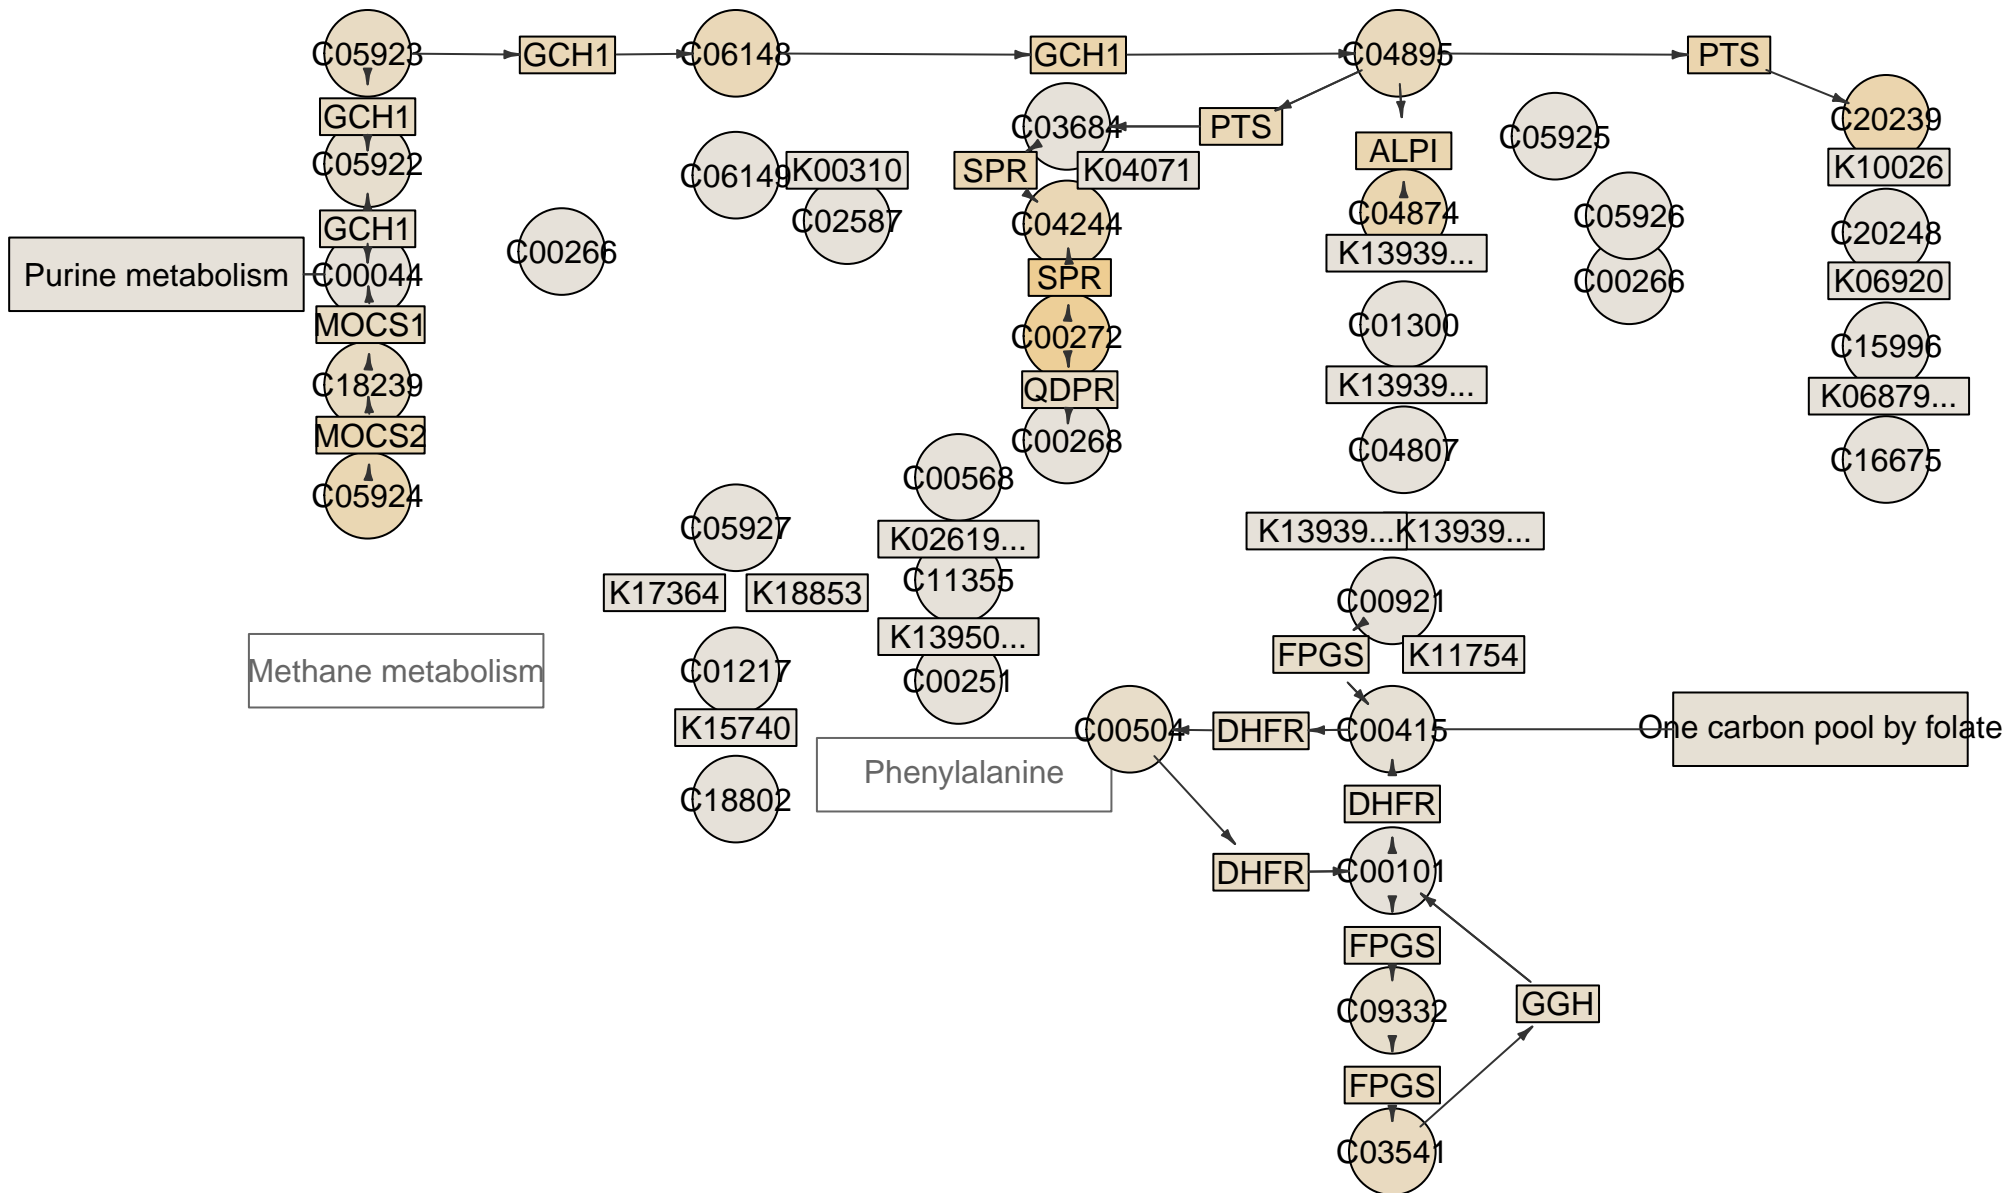 C05923
GCH1
C06148
GCH1
C04895
PTS
GCH1
C03684
PTS
C20239
C05925
ALPI
C05922
C06149
K00310
SPR
K04071
K10026
GCH1
C02587
C04244
C04874
C05926
C20248
C00266
K13939...
Purine metabolism
C00044
SPR
C00266
K06920
MOCS1
C00272
C01300
C15996
C18239
QDPR
K13939...
K06879...
MOCS2
C00268
C04807
C16675
C05924
C00568
C05927
K02619...
K13939...
K13939...
K17364
K18853
C11355
C00921
K13950...
FPGS
K11754
Methane metabolism
C01217
C00251
K15740
C00504
DHFR
C00415
One carbon pool by folate
Phenylalanine
C18802
DHFR
DHFR
C00101
FPGS
C09332
GGH
FPGS
C03541